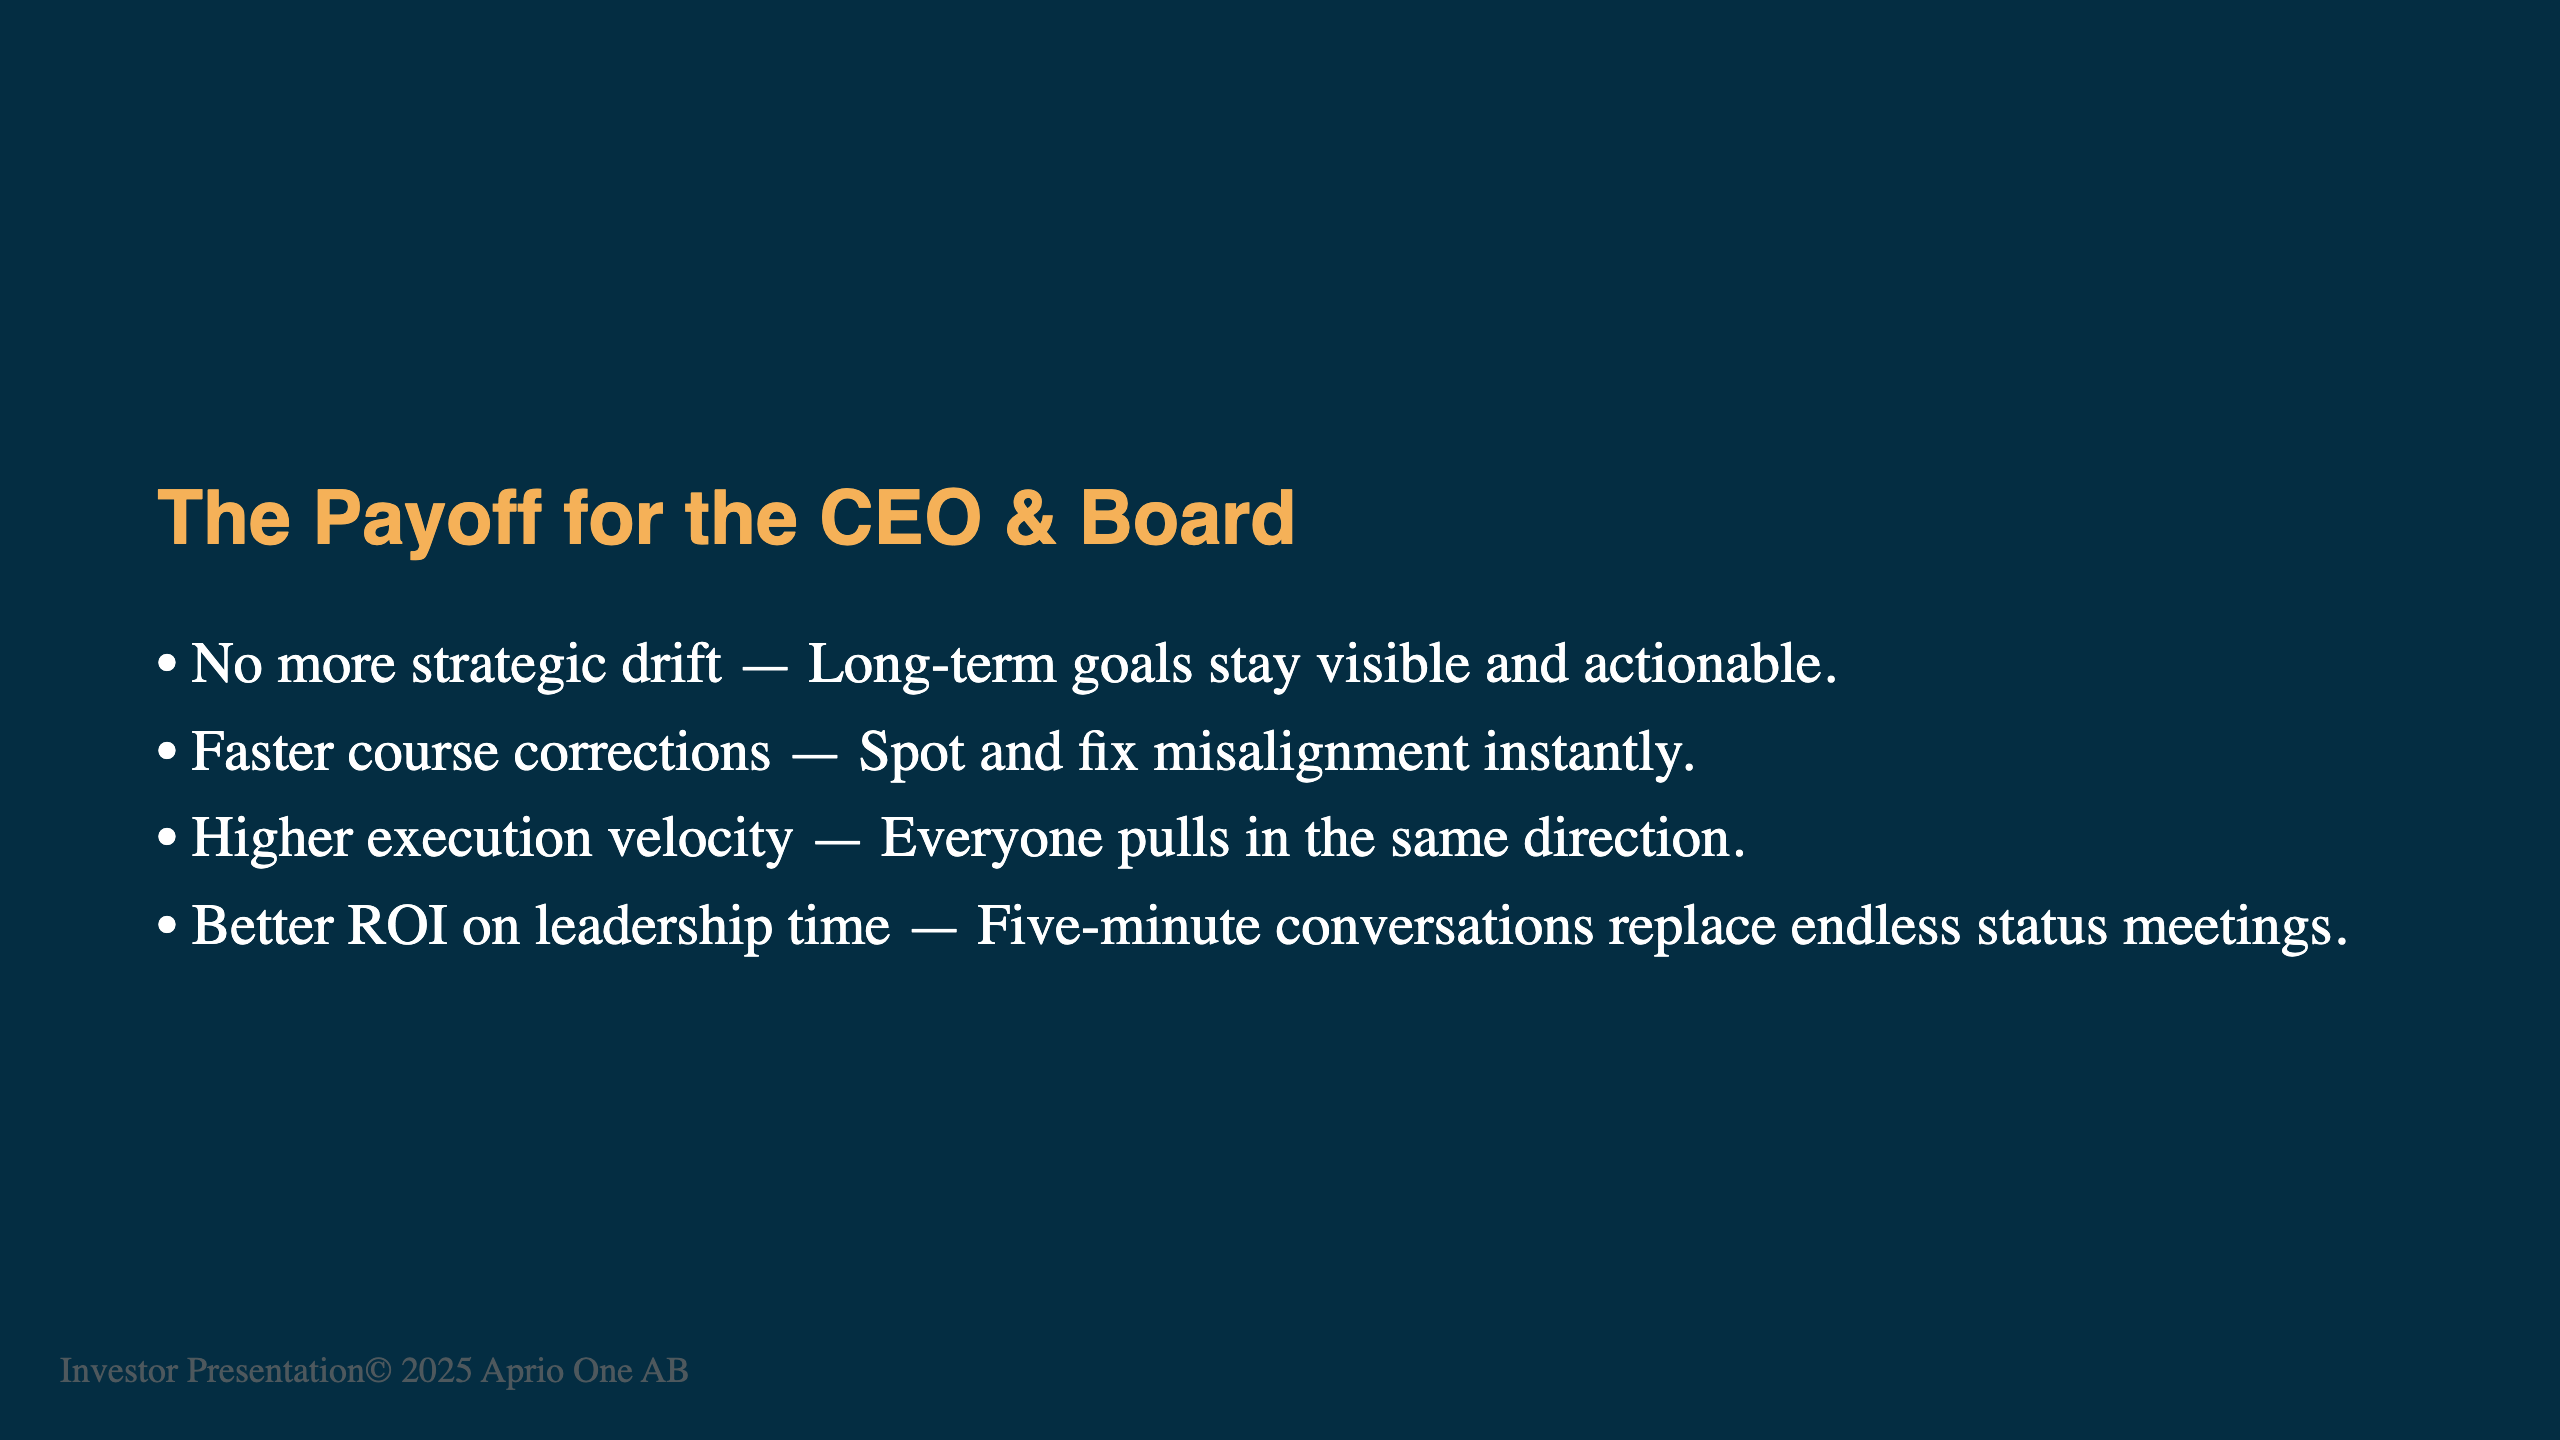 The Payoff for the CEO & Board
• No more strategic drift — Long-term goals stay visible and actionable.
• Faster course corrections — Spot and fix misalignment instantly.
• Higher execution velocity — Everyone pulls in the same direction.
• Better ROI on leadership time — Five-minute conversations replace endless status meetings.
Investor Presentation© 2025 Aprio One AB